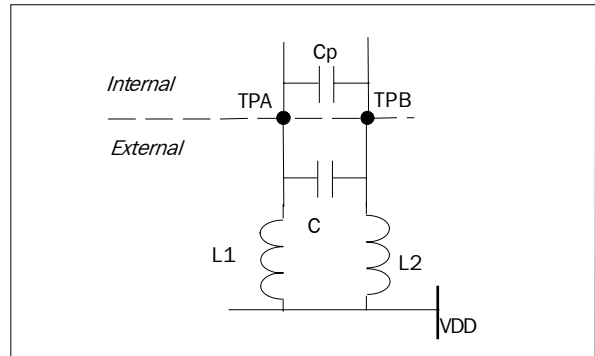 Cp
Internal
TPA TPB
External
C
L1 L2
VDD